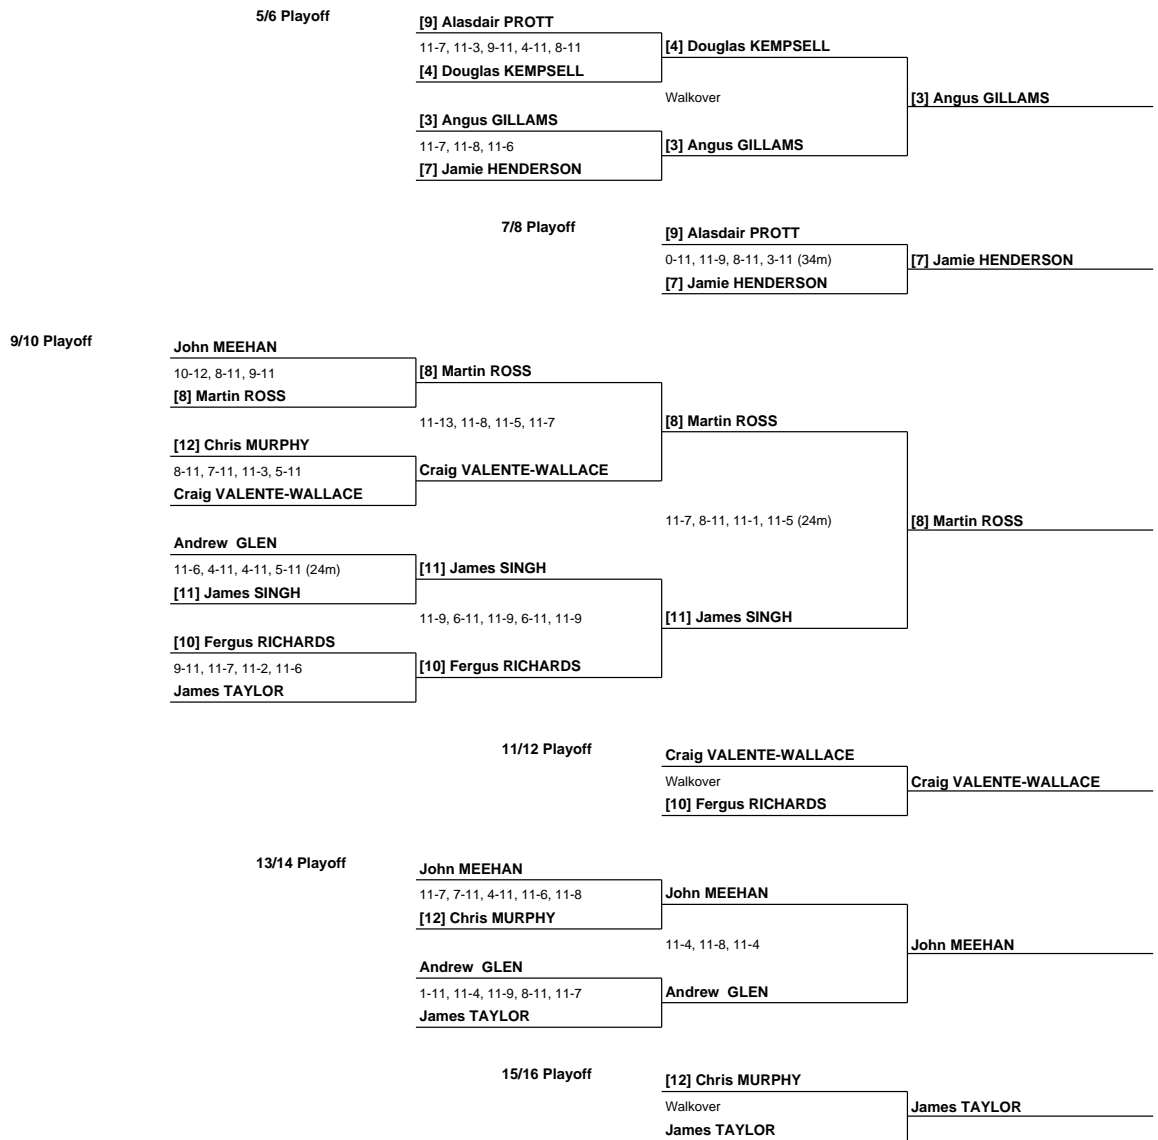 5/6 Playoff
[9] Alasdair PROTT
11-7, 11-3, 9-11, 4-11, 8-11
[4] Douglas KEMPSELL
[4] Douglas KEMPSELL
Walkover
[3] Angus GILLAMS
[3] Angus GILLAMS
11-7, 11-8, 11-6
[3] Angus GILLAMS
[7] Jamie HENDERSON
7/8 Playoff
[9] Alasdair PROTT
0-11, 11-9, 8-11, 3-11 (34m)
[7] Jamie HENDERSON
[7] Jamie HENDERSON
9/10 Playoff
John MEEHAN
10-12, 8-11, 9-11
[8] Martin ROSS
[8] Martin ROSS
11-13, 11-8, 11-5, 11-7
[8] Martin ROSS
[12] Chris MURPHY
8-11, 7-11, 11-3, 5-11
Craig VALENTE-WALLACE
Craig VALENTE-WALLACE
11-7, 8-11, 11-1, 11-5 (24m)
[8] Martin ROSS
Andrew  GLEN
11-6, 4-11, 4-11, 5-11 (24m)
[11] James SINGH
[11] James SINGH
11-9, 6-11, 11-9, 6-11, 11-9
[11] James SINGH
[10] Fergus RICHARDS
9-11, 11-7, 11-2, 11-6
[10] Fergus RICHARDS
James TAYLOR
11/12 Playoff
Craig VALENTE-WALLACE
Walkover
Craig VALENTE-WALLACE
[10] Fergus RICHARDS
13/14 Playoff
John MEEHAN
11-7, 7-11, 4-11, 11-6, 11-8
John MEEHAN
[12] Chris MURPHY
11-4, 11-8, 11-4
John MEEHAN
Andrew  GLEN
1-11, 11-4, 11-9, 8-11, 11-7
Andrew  GLEN
James TAYLOR
15/16 Playoff
[12] Chris MURPHY
Walkover
James TAYLOR
James TAYLOR